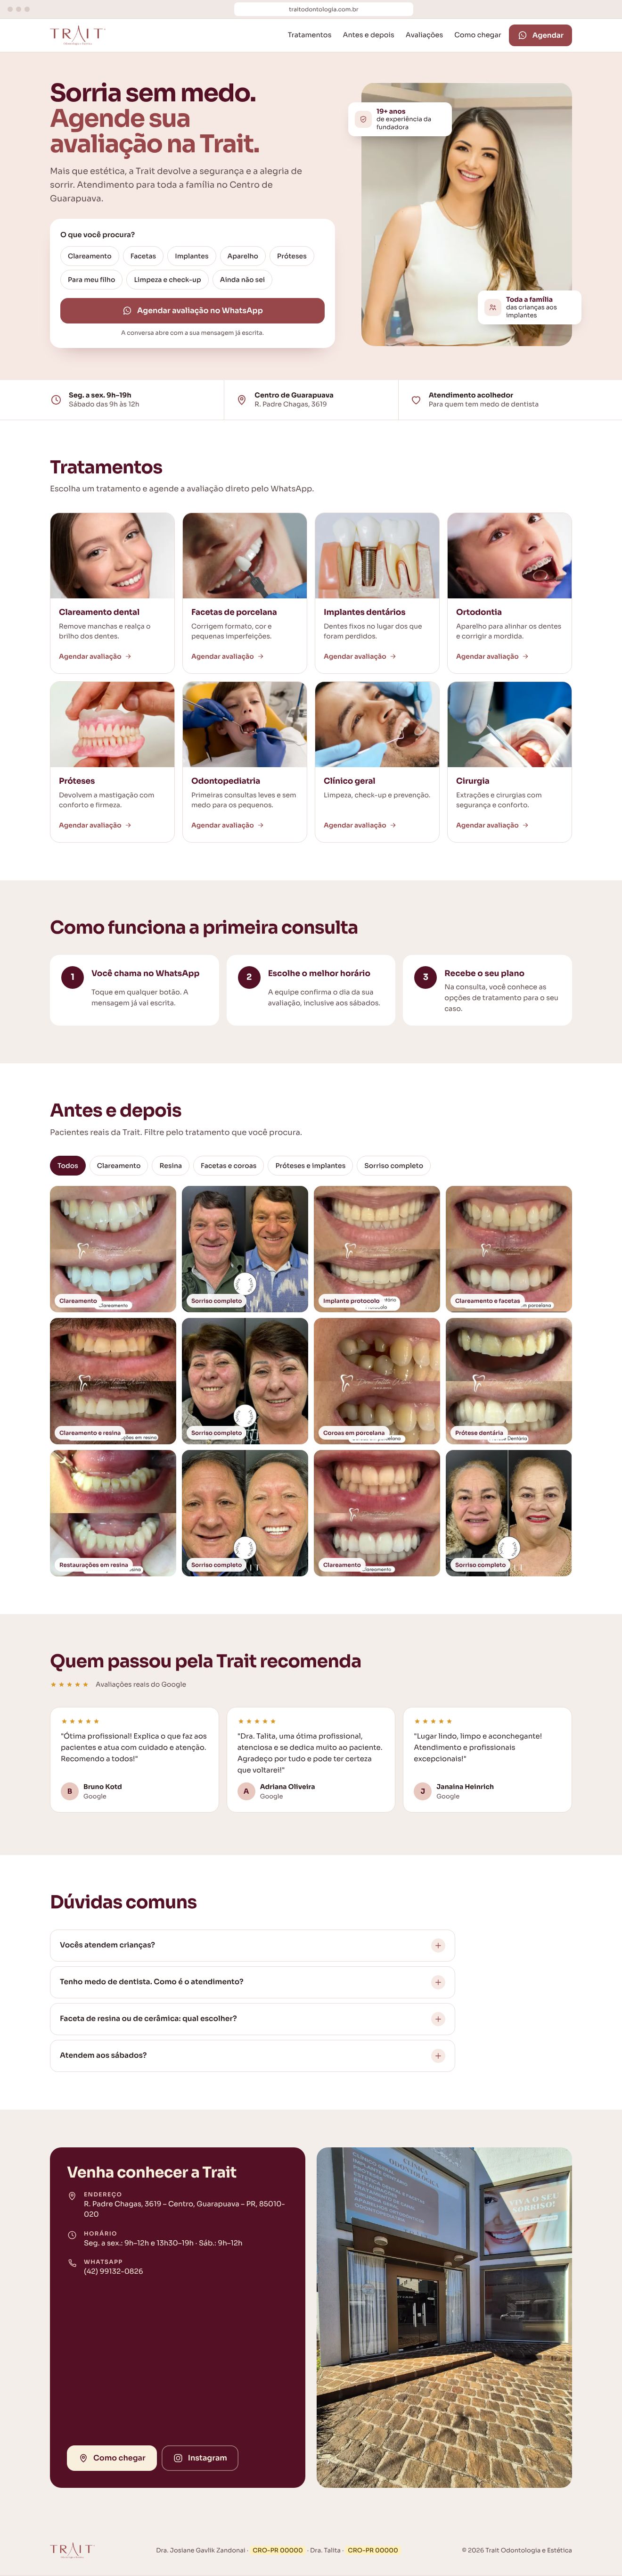 traitodontologia.com.br
TRAIT
Tratamentos
Antes e depois
Avaliações
Como chegar
Agendar
Sorria sem medo.
Agende sua
avaliação na Trait.
Mais que estética, a Trait devolve a segurança e a alegria de
sorrir. Atendimento para toda a família no Centro de
Guarapuava.
O que você procura?
Clareamento
Facetas
Implantes
Aparelho
Próteses
Para meu filho
Limpeza e check-up
Ainda não sei
Agendar avaliação no WhatsApp
A conversa abre com a sua mensagem já escrita.
19+ anos
de experiência da
fundadora
Toda a família
das crianças aos
implantes
Seg. a sex. 9h–19h
Sábado das 9h às 12h
Centro de Guarapuava
R. Padre Chagas, 3619
Atendimento acolhedor
Para quem tem medo de dentista
Tratamentos
Escolha um tratamento e agende a avaliação direto pelo WhatsApp.
Clareamento dental
Remove manchas e realça o
brilho dos dentes.
Agendar avaliação
Facetas de porcelana
Corrigem formato, cor e
pequenas imperfeições.
Agendar avaliação
Implantes dentários
Dentes fixos no lugar dos que
foram perdidos.
Agendar avaliação
Ortodontia
Aparelho para alinhar os dentes
e corrigir a mordida.
Agendar avaliação
Próteses
Devolvem a mastigação com
conforto e firmeza.
Agendar avaliação
Odontopediatria
Primeiras consultas leves e sem
medo para os pequenos.
Agendar avaliação
Clínico geral
Limpeza, check-up e prevenção.
Agendar avaliação
Cirurgia
Extrações e cirurgias com
segurança e conforto.
Agendar avaliação
Como funciona a primeira consulta
1
Você chama no WhatsApp
Toque em qualquer botão. A
mensagem já vai escrita.
2
Escolhe o melhor horário
A equipe confirma o dia da sua
avaliação, inclusive aos sábados.
3
Recebe o seu plano
Na consulta, você conhece as
opções de tratamento para o seu
caso.
Antes e depois
Pacientes reais da Trait. Filtre pelo tratamento que você procura.
Todos
Clareamento
Resina
Facetas e coroas
Próteses e implantes
Sorriso completo
Clareamento
Sorriso completo
Implante protocolo
Clareamento e facetas
Clareamento e resina
Sorriso completo
Coroas em porcelana
Prótese dentária
Restaurações em resina
Sorriso completo
Clareamento
Sorriso completo
Quem passou pela Trait recomenda
Avaliações reais do Google
"Ótima profissional! Explica o que faz aos
pacientes e atua com cuidado e atenção.
Recomendo a todos!"
B
Bruno Kotd
Google
"Dra. Talita, uma ótima profissional,
atenciosa e se dedica muito ao paciente.
Agradeço por tudo e pode ter certeza
que voltarei!"
A
Adriana Oliveira
Google
"Lugar lindo, limpo e aconchegante!
Atendimento e profissionais
excepcionais!"
J
Janaina Heinrich
Google
Dúvidas comuns
Vocês atendem crianças?
Tenho medo de dentista. Como é o atendimento?
Faceta de resina ou de cerâmica: qual escolher?
Atendem aos sábados?
Venha conhecer a Trait
ENDEREÇO
R. Padre Chagas, 3619 – Centro, Guarapuava – PR, 85010-
020
HORÁRIO
Seg. a sex.: 9h–12h e 13h30–19h · Sáb.: 9h–12h
WHATSAPP
(42) 99132-0826
Como chegar
Instagram
CLÍNICA
ODONTOLÓGICA
VIVA O SEU
SORRISO!
TRAIT
Dra. Josiane Gavlik Zandonai · CRO-PR 00000 · Dra. Talita · CRO-PR 00000
© 2026 Trait Odontologia e Estética